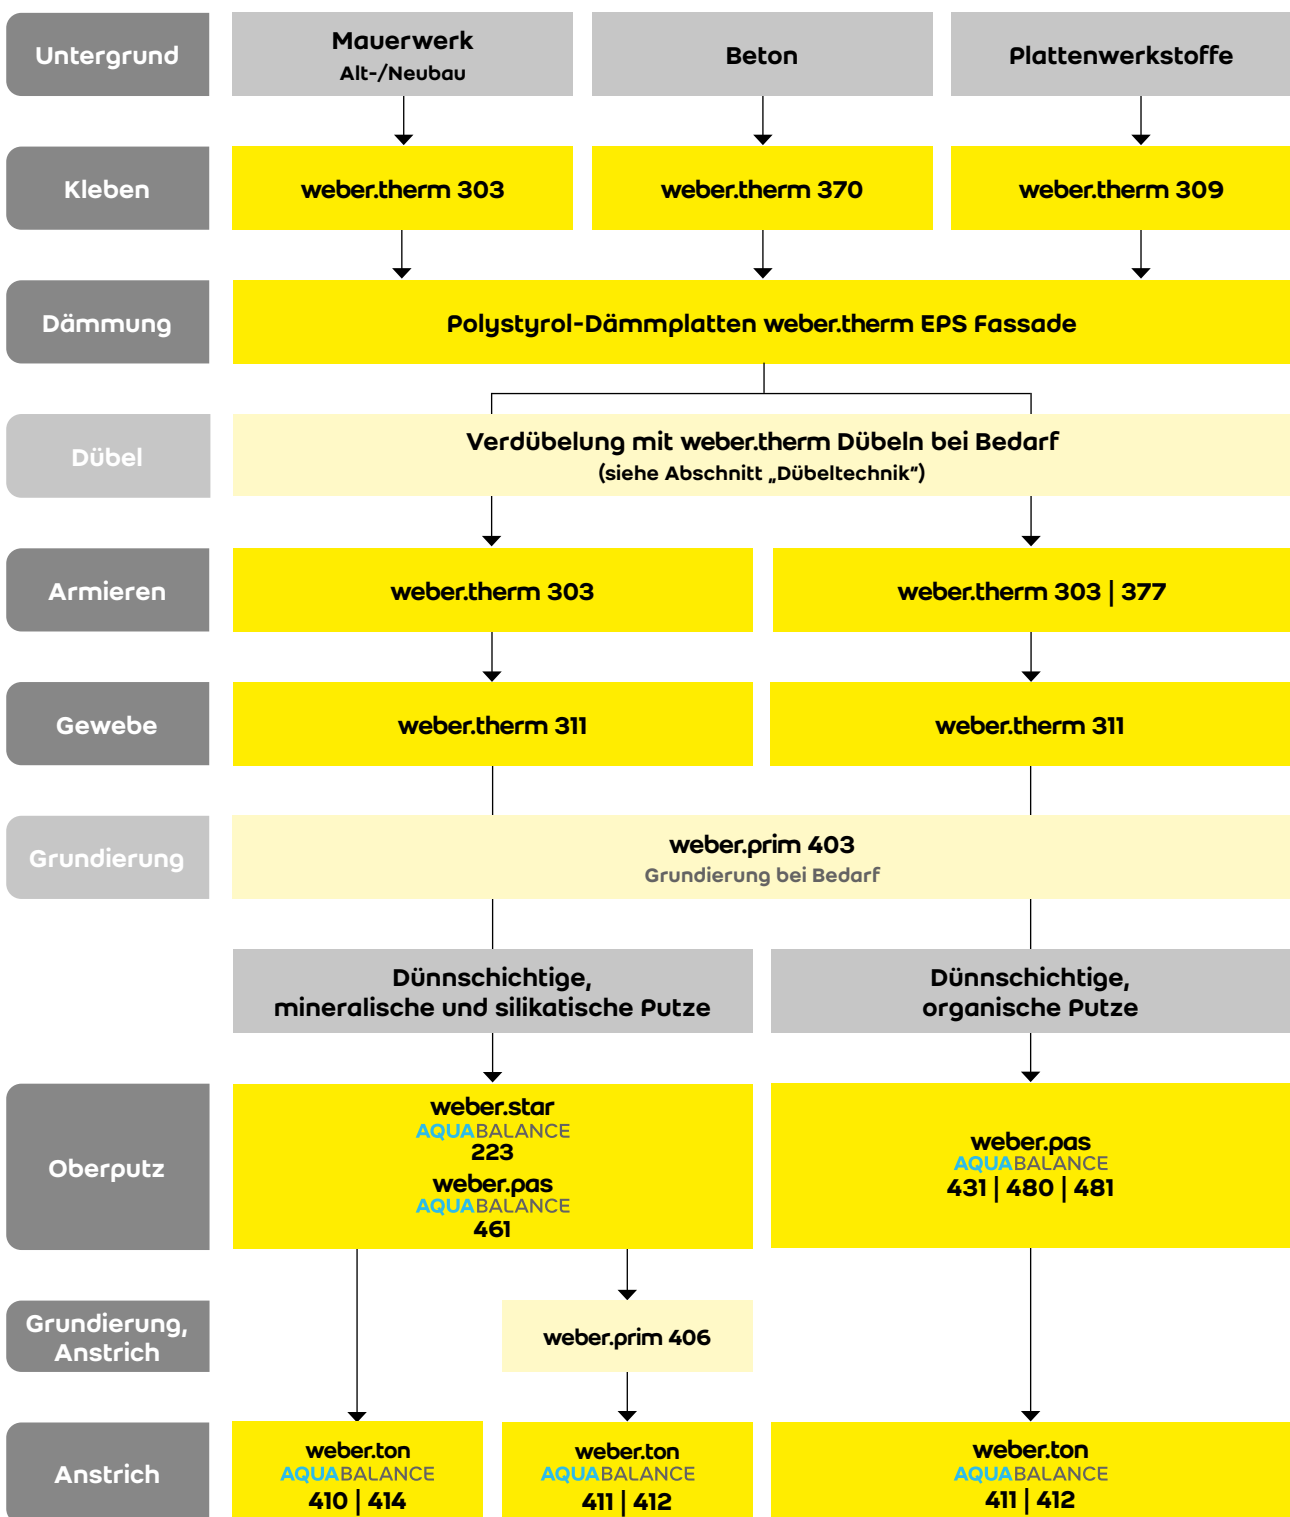 Untergrund
Mauerwerk
Alt-/Neubau
Beton
Plattenwerkstoffe
Kleben
weber.therm 303
weber.therm 370
weber.therm 309
Dämmung
Polystyrol-Dämmplatten weber.therm EPS Fassade
Dübel
Verdübelung mit weber.therm Dübeln bei Bedarf
(siehe Abschnitt „Dübeltechnik“)
Armieren
weber.therm 303
weber.therm 303 | 377
Gewebe
weber.therm 311
weber.therm 311
Grundierung
weber.prim 403
Grundierung bei Bedarf
Dünnschichtige,
mineralische und silikatische Putze
Dünnschichtige,
organische Putze
Oberputz
weber.star
AQUABALANCE
223
weber.pas
AQUABALANCE
461
weber.pas
AQUABALANCE
431 | 480 | 481
Grundierung,
Anstrich
weber.prim 406
Anstrich
weber.ton
AQUABALANCE
410 | 414
weber.ton
AQUABALANCE
411 | 412
weber.ton
AQUABALANCE
411 | 412